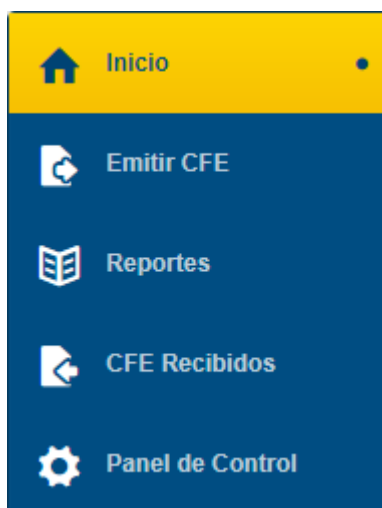 Inicio
Emitir CFE
Reportes
CFE Recibidos
Panel de Control